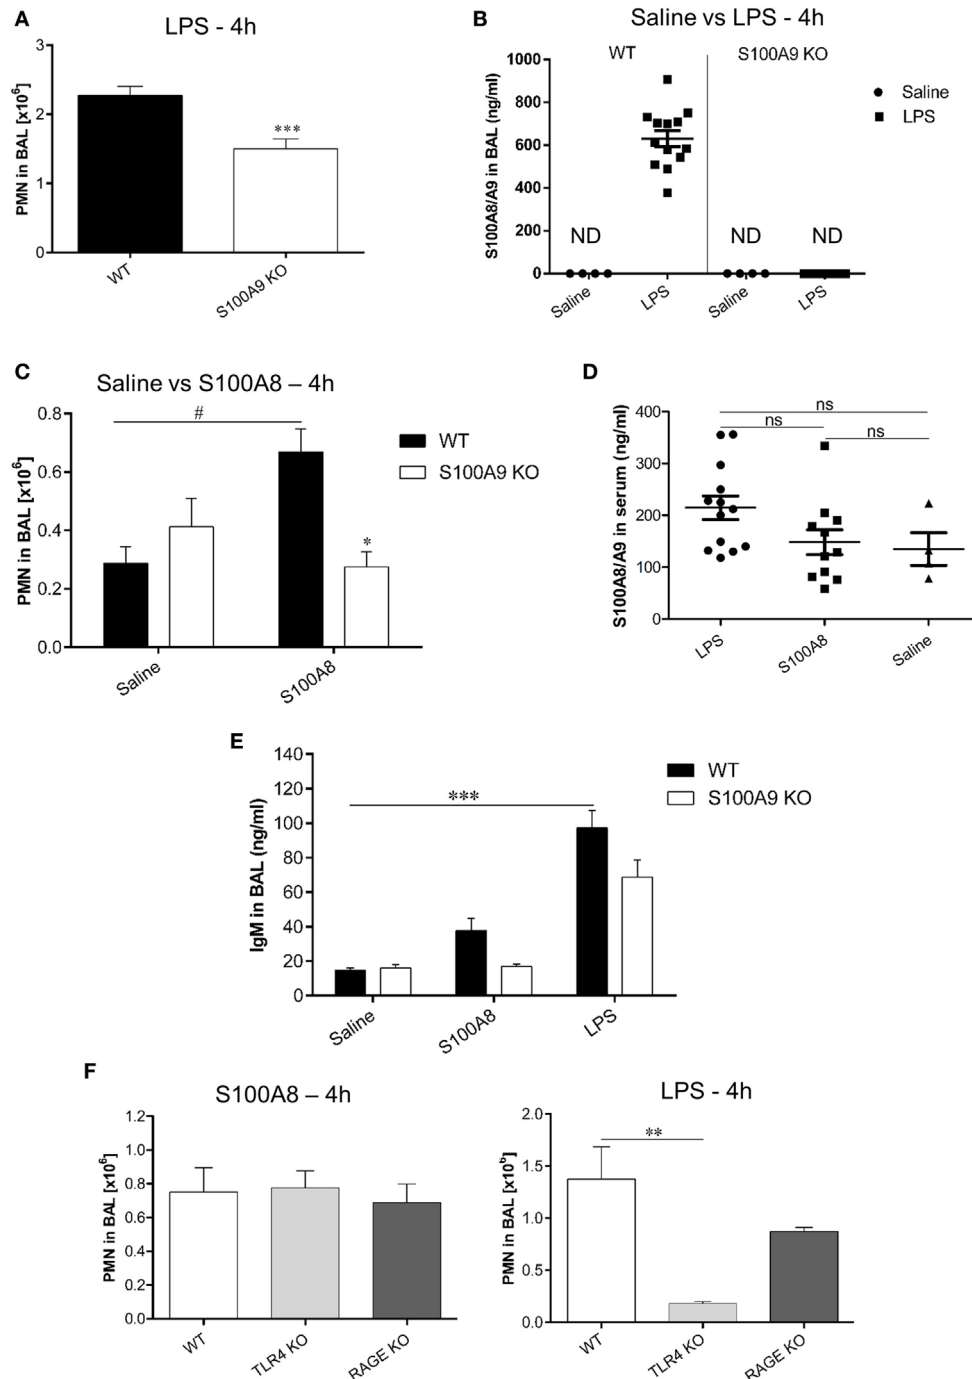 A
LPS - 4h
PMN in BAL [x10⁶]
3
2
1
0
***
WT
S100A9 KO
B
Saline vs LPS - 4h
WT
S100A9 KO
S100A8/A9 in BAL (ng/ml)
1000
800
600
400
200
0
ND
ND
ND
Saline
LPS
Saline
LPS
Saline
LPS
C
Saline vs S100A8 – 4h
PMN in BAL [x10⁶]
0.8
0.6
0.4
0.2
0.0
#
*
WT
S100A9 KO
Saline
S100A8
D
S100A8/A9 in serum (ng/ml)
400
300
200
100
0
ns
ns
ns
LPS
S100A8
Saline
E
IgM in BAL (ng/ml)
140
120
100
80
60
40
20
0
***
WT
S100A9 KO
Saline
S100A8
LPS
F
S100A8 – 4h
PMN in BAL [x10⁶]
1.2
1.0
0.8
0.6
0.4
0.2
0.0
WT
TLR4 KO
RAGE KO
LPS - 4h
PMN in BAL [x10⁶]
2.0
1.5
1.0
0.5
0.0
**
WT
TLR4 KO
RAGE KO